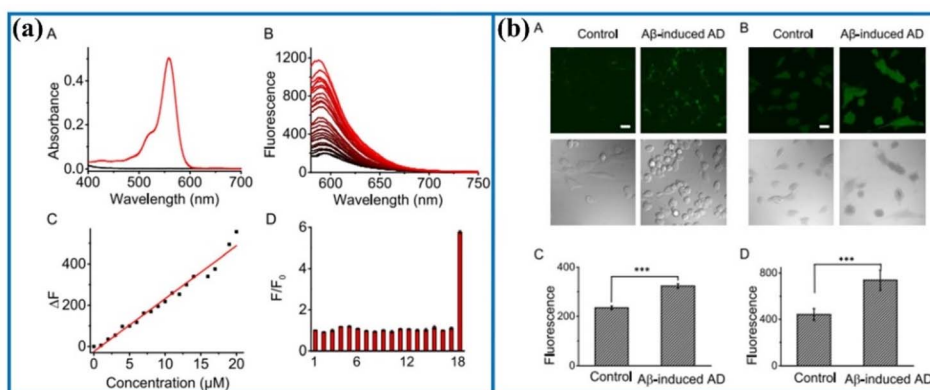 (a)
A
Absorbance
0.4
0.2
0.0
400 500 600 700
Wavelength (nm)
B
Fluorescence
1200
800
400
0
600 650 700 750
Wavelength (nm)
C
ΔF
400
200
0
0 5 10 15 20
Concentration (μM)
D
F/F0
6
4
2
0
1 6 12 18
(b)
A
Control Aβ-induced AD
B
Control Aβ-induced AD
C
Fluorescence
400
200
0
***
Control Aβ-induced AD
D
Fluorescence
800
400
0
***
Control Aβ-induced AD